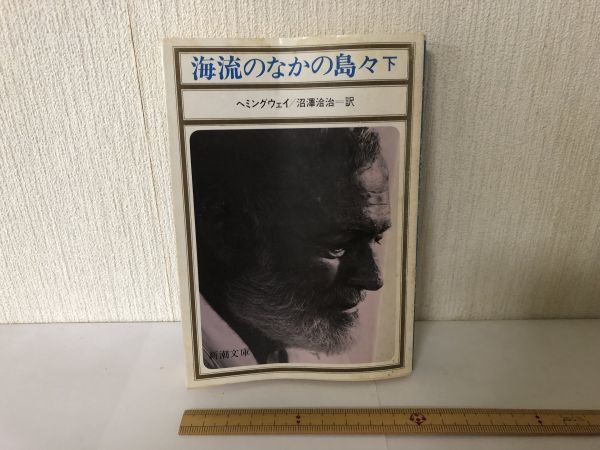 海流のなかの島々 下
ヘミングウェイ/沼澤洽治=訳
新潮文庫